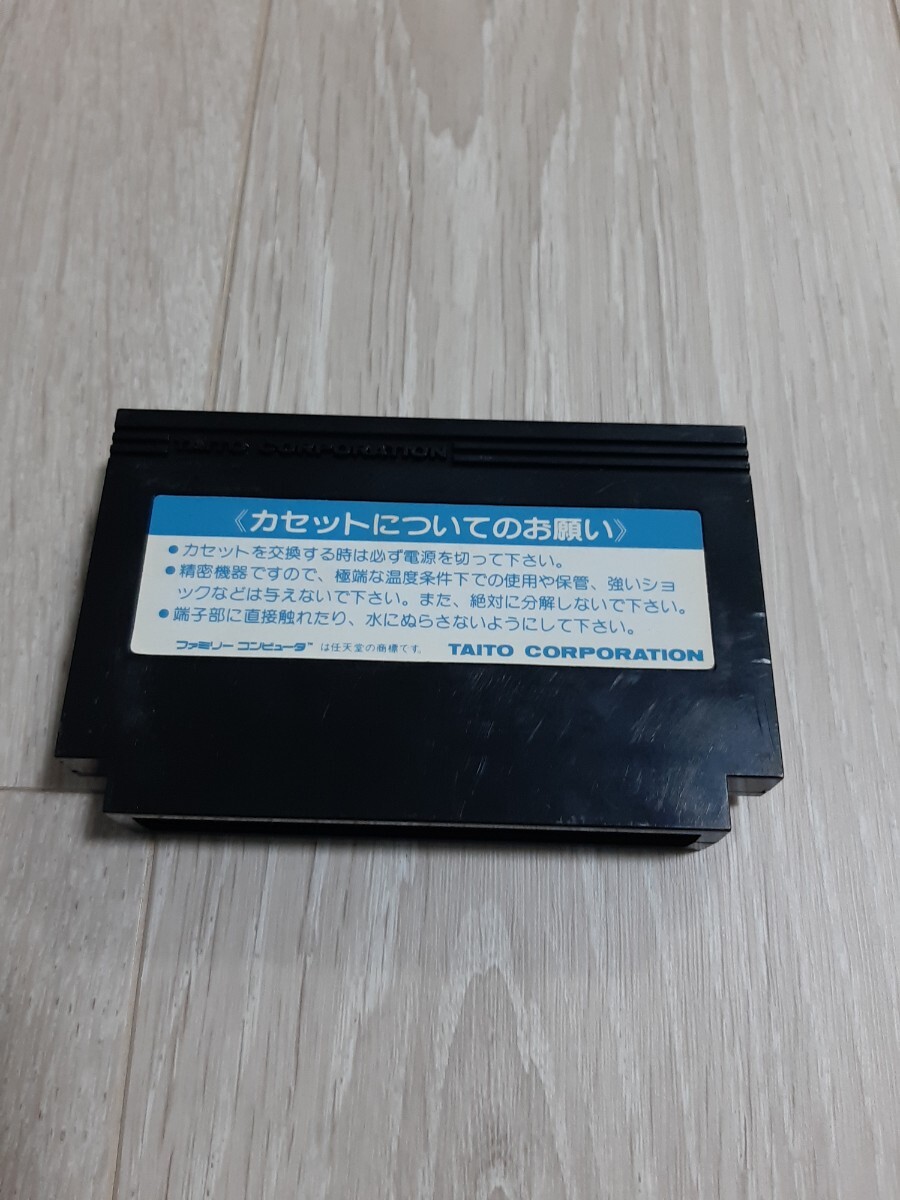 TAITO CORPORATION
《カセットについてのお願い》
●カセットを交換する時は必ず電源を切って下さい。
●精密機器ですので、極端な温度条件下での使用や保管、強いショ
ックなどは与えないで下さい。また、絶対に分解しないで下さい。
●端子部に直接触れたり、水にぬらさないようにして下さい。
ファミリーコンピュータ™は任天堂の商標です。 TAITO CORPORATION